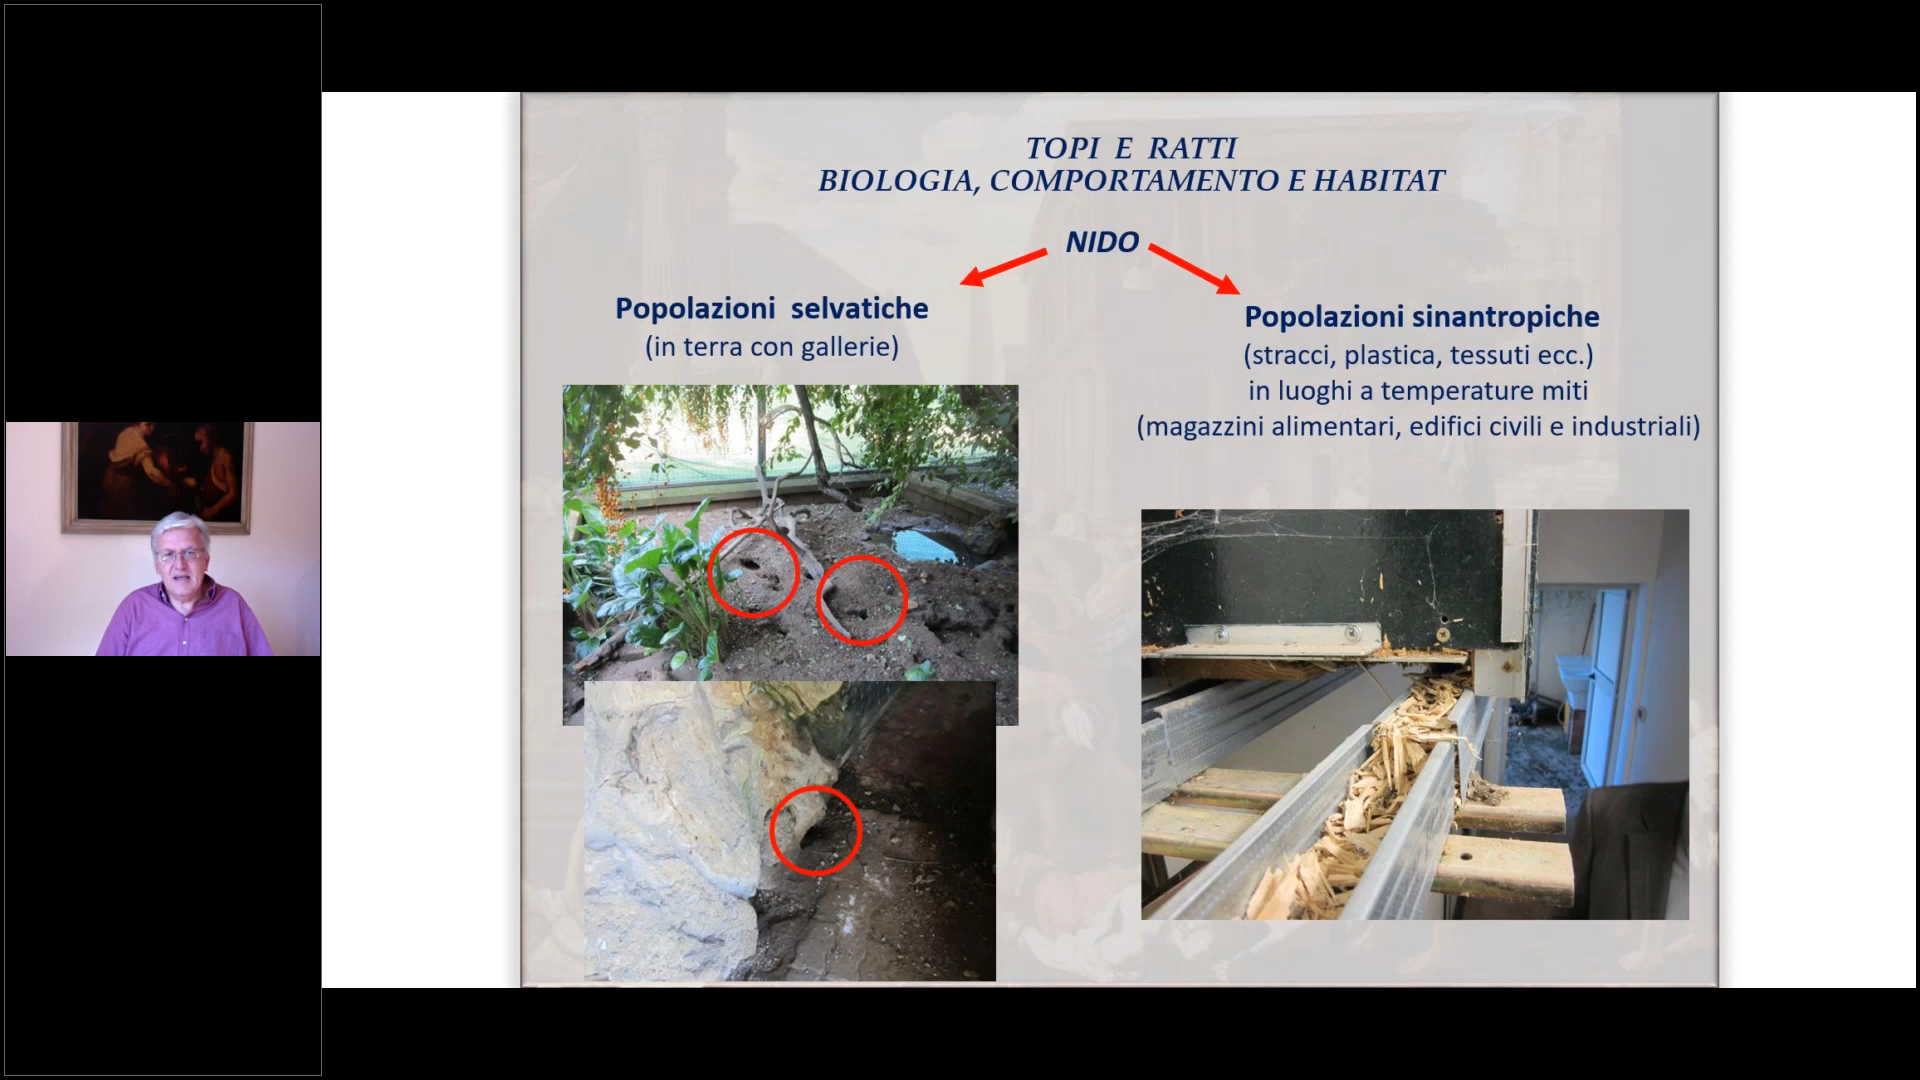 TOPI E RATTI
BIOLOGIA, COMPORTAMENTO E HABITAT
NIDO
Popolazioni selvatiche
(in terra con gallerie)
Popolazioni sinantropiche
(stracci, plastica, tessuti ecc.)
in luoghi a temperature miti
(magazzini alimentari, edifici civili e industriali)